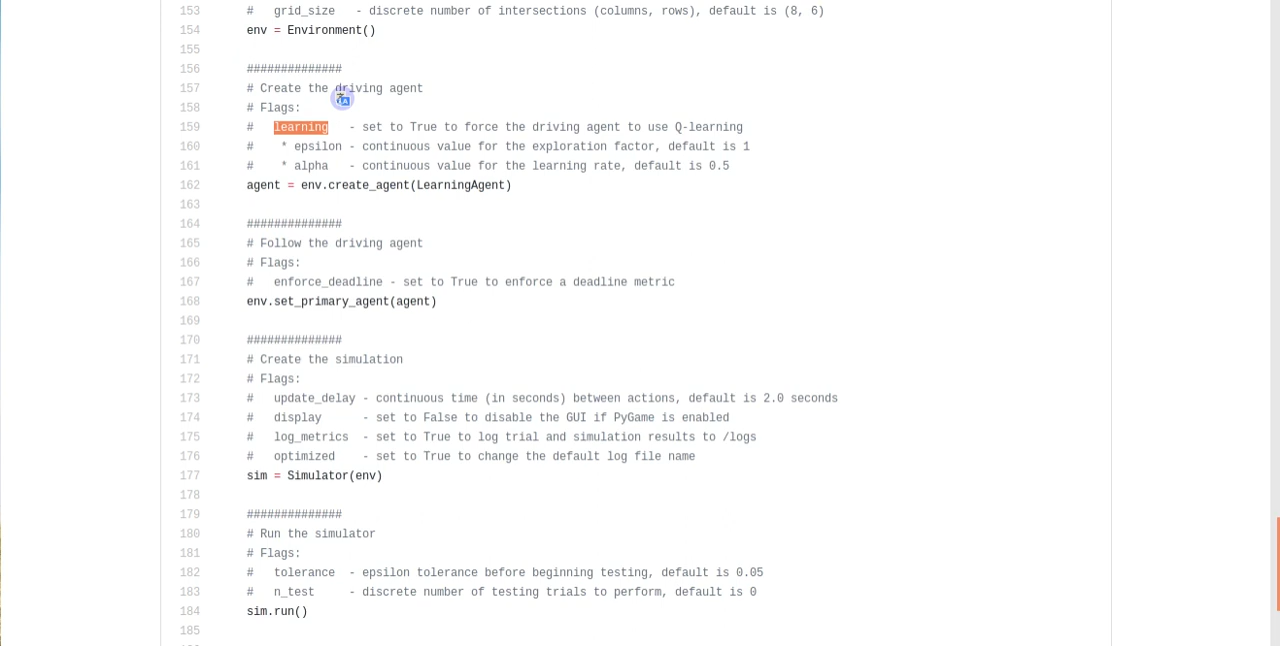 153 #   grid_size   - discrete number of intersections (columns, rows), default is (8, 6)
154 env = Environment()
155
156 ##############
157 # Create the driving agent
158 # Flags:
159 #   learning   - set to True to force the driving agent to use Q-learning
160 #    * epsilon - continuous value for the exploration factor, default is 1
161 #    * alpha   - continuous value for the learning rate, default is 0.5
162 agent = env.create_agent(LearningAgent)
163
164 ##############
165 # Follow the driving agent
166 # Flags:
167 #   enforce_deadline - set to True to enforce a deadline metric
168 env.set_primary_agent(agent)
169
170 ##############
171 # Create the simulation
172 # Flags:
173 #   update_delay - continuous time (in seconds) between actions, default is 2.0 seconds
174 #   display      - set to False to disable the GUI if PyGame is enabled
175 #   log_metrics  - set to True to log trial and simulation results to /logs
176 #   optimized    - set to True to change the default log file name
177 sim = Simulator(env)
178
179 ##############
180 # Run the simulator
181 # Flags:
182 #   tolerance  - epsilon tolerance before beginning testing, default is 0.05
183 #   n_test     - discrete number of testing trials to perform, default is 0
184 sim.run()
185